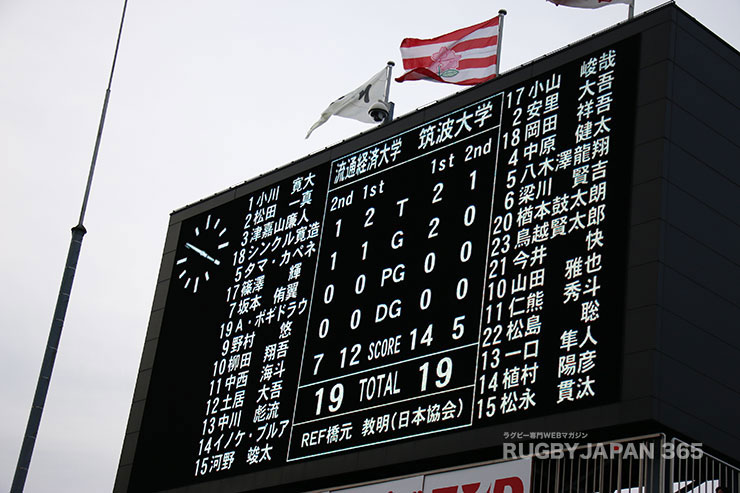 1 小川 寛大
2 松田 一真
3 津嘉山廉人
18 シンクル寛造
5 タマ・カペネ
17 篠澤 輝
7 坂本 侑翼
19 A・ボギドラウ
9 野村 悠
10 柳田 翔吾
11 中西 海斗
12 土居 大吾
13 中川 彪流
14 イノケ・ブルア
15 河野 竣太
流通経済大学 筑波大学
2nd 1st 1st 2nd
1 2 T 2 1
1 1 G 2 0
0 0 PG 0 0
0 0 DG 0 0
7 12 SCORE 14 5
19 TOTAL 19
REF橋元 教明(日本協会)
17 小山 峻哉
2 安里 大吾
18 岡田 祥吾
4 中原 健太
5 八木澤龍翔
6 梁川 賢吉
20 楢本 鼓太朗
23 鳥越 賢太郎
21 今井 快
10 山田 雅也
11 仁熊 秀斗
22 松島 聡
13 一口 隼人
14 植村 陽彦
15 松永 貫汰
ラグビー専門WEBマガジン
RUGBYJAPAN 365